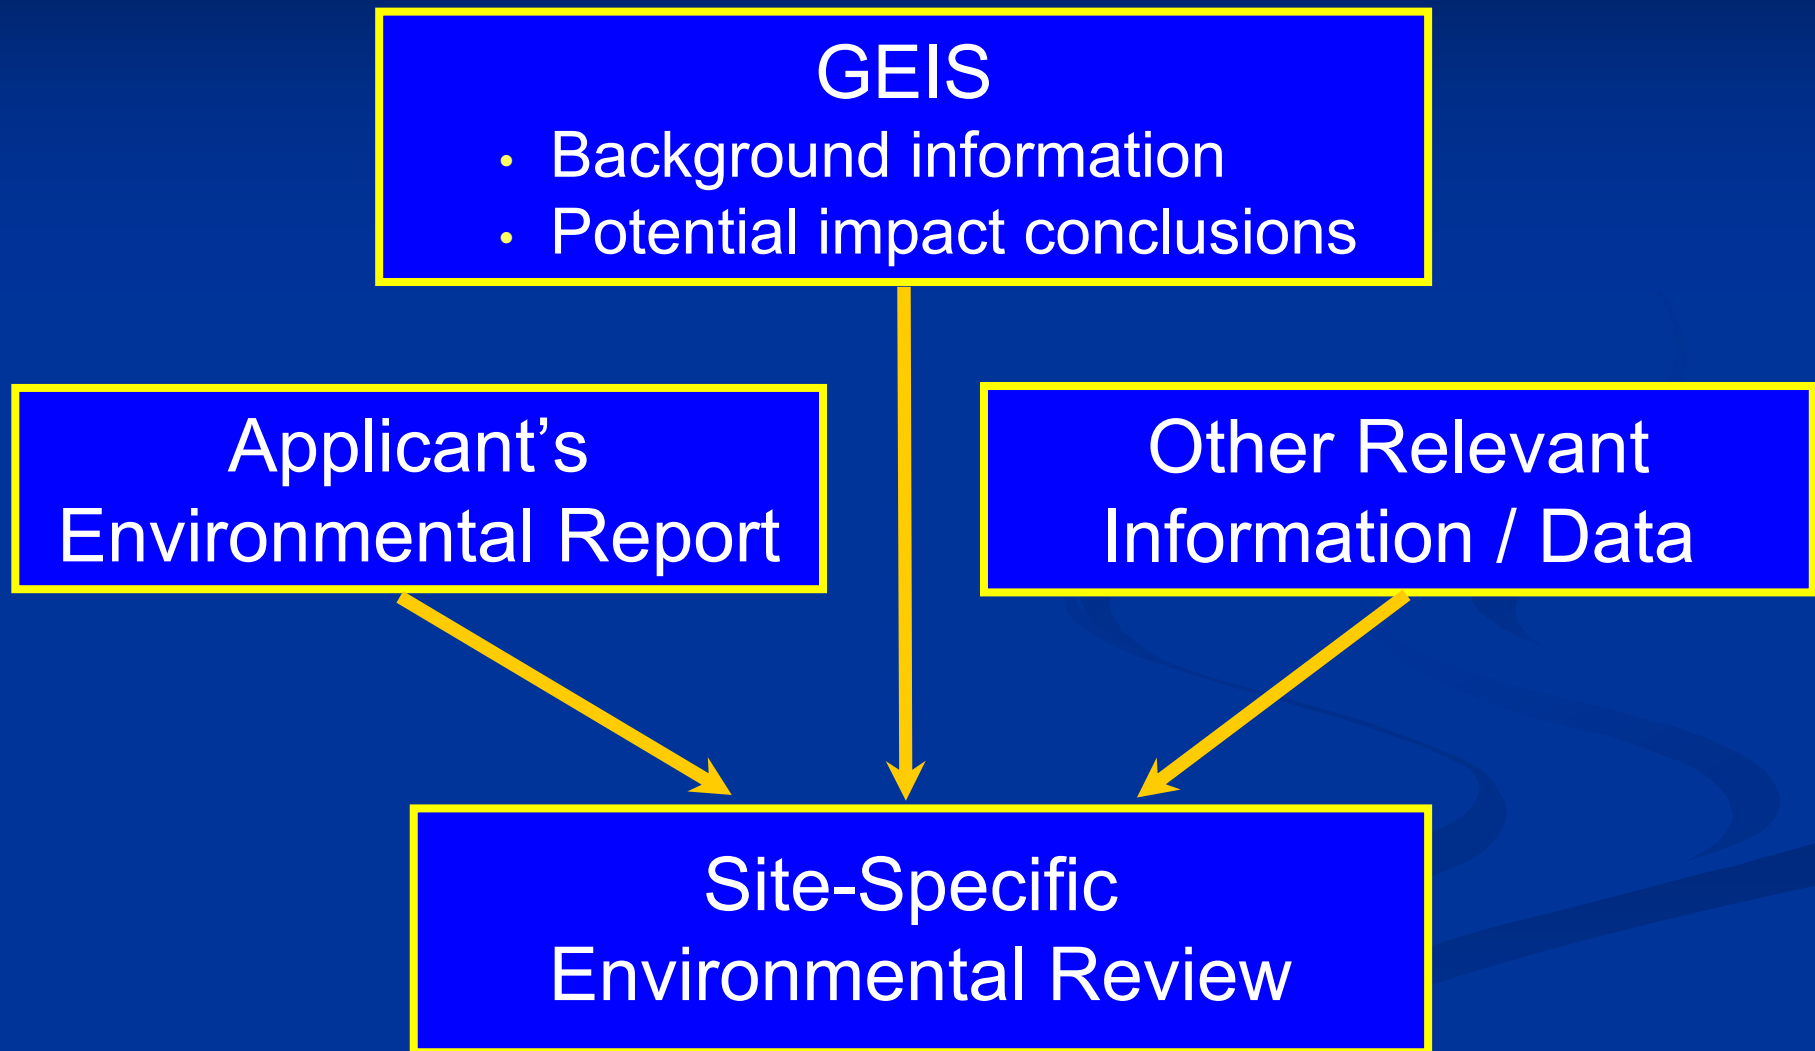 GEIS
• Background information
• Potential impact conclusions
Applicant’s
Environmental Report
Other Relevant
Information / Data
Site-Specific
Environmental Review